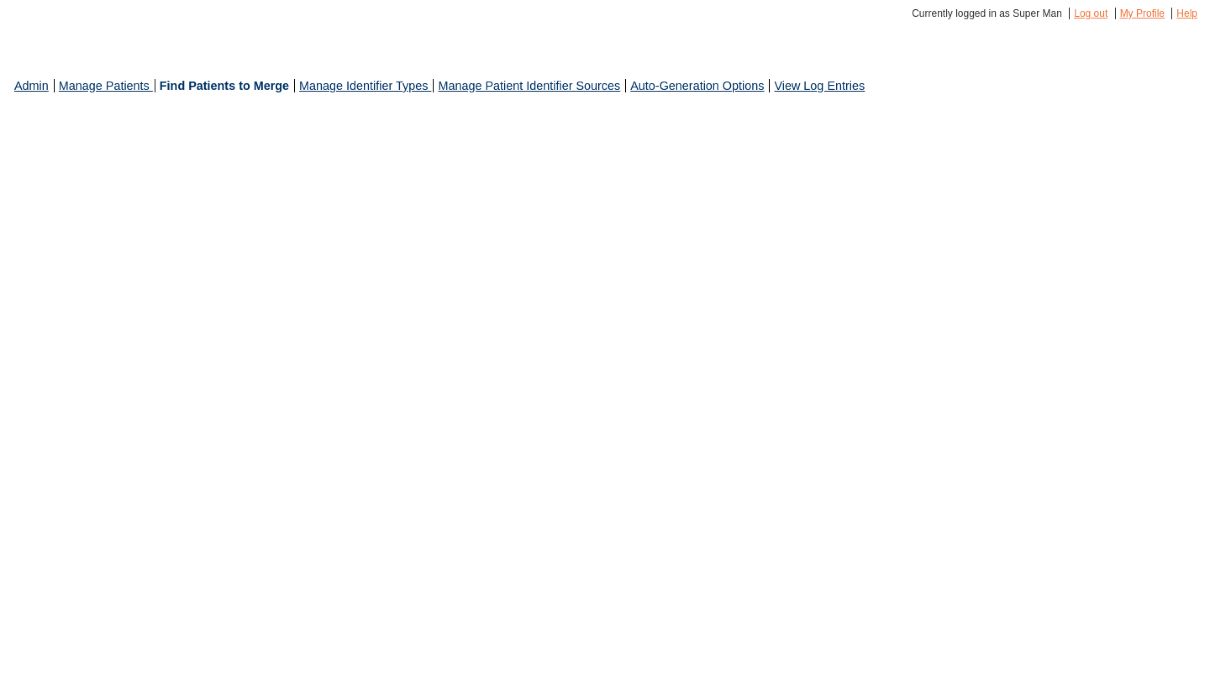 Currently logged in as Super Man | Log out | My Profile | Help
Admin | Manage Patients | Find Patients to Merge | Manage Identifier Types | Manage Patient Identifier Sources | Auto-Generation Options | View Log Entries